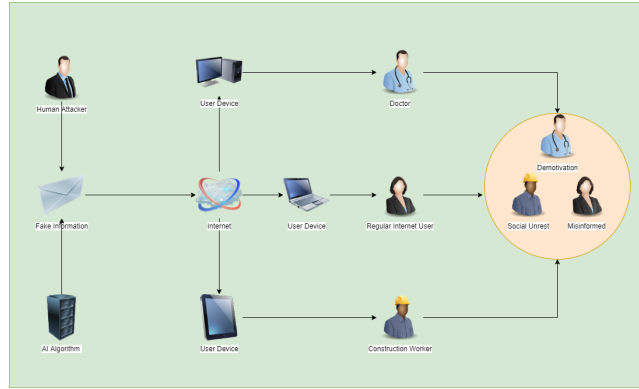 Human Attacker
User Device
Doctor
Demotivation
Fake Information
Internet
User Device
Regular Internet User
Social Unrest
Misinformed
AI Algorithm
User Device
Construction Worker